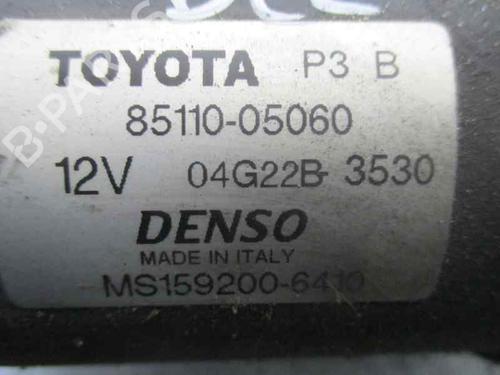 TOYOTA P3 B
85110-05060
12V 04G22B-3530
DENSO
MADE IN ITALY
MS159200-6410